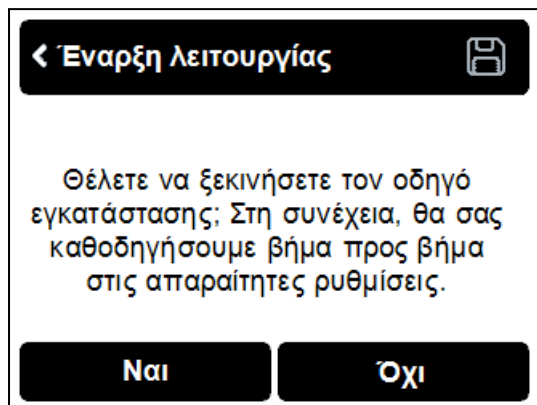 Έναρξη λειτουργίας
Θέλετε να ξεκινήσετε τον οδηγό
εγκατάστασης; Στη συνέχεια, θα σας
καθοδηγήσουμε βήμα προς βήμα
στις απαραίτητες ρυθμίσεις.
Ναι
Όχι